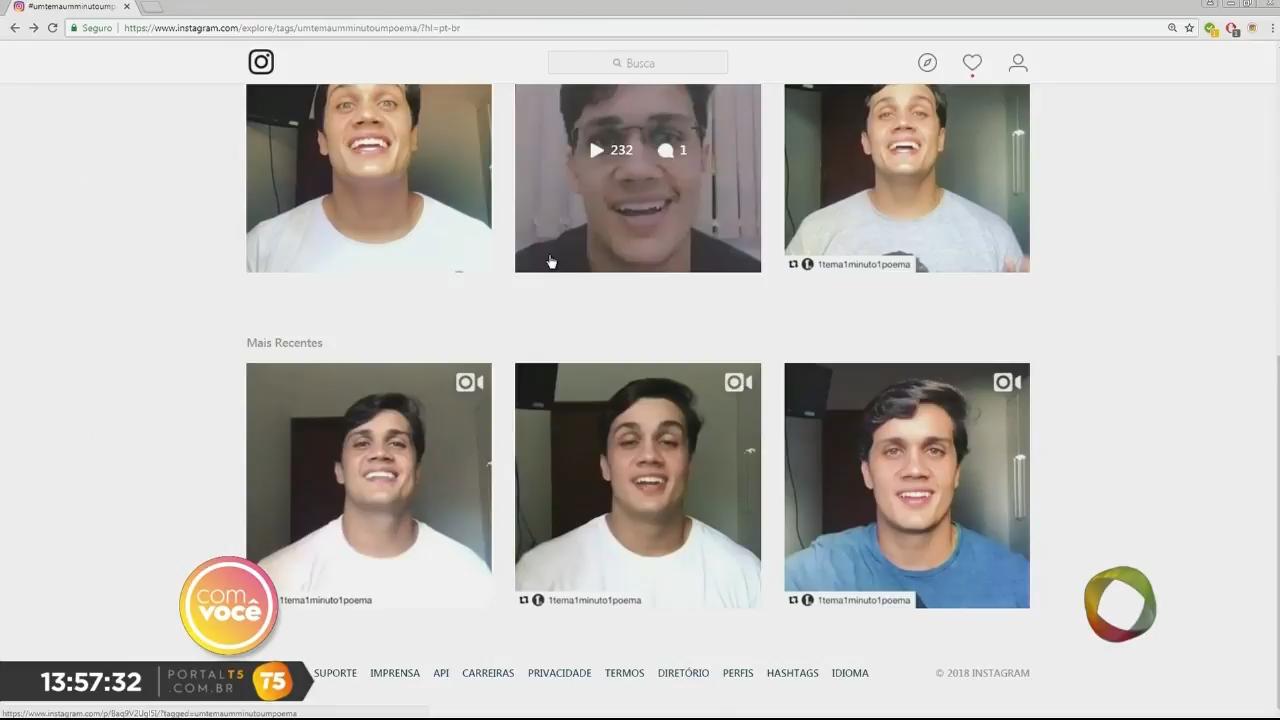 #umtemaumminutoump
Seguro
https://www.instagram.com/explore/tags/umtemaumminutoumpoema/?hl=pt-br
Busca
232 1
1tema1minuto1poema
Mais Recentes
1tema1minuto1poema
1tema1minuto1poema
1tema1minuto1poema
com
você
13:57:32
PORTALT5
.COM.BR
T5
SUPORTE IMPRENSA API CARREIRAS PRIVACIDADE TERMOS DIRETÓRIO PERFIS HASHTAGS IDIOMA
© 2018 INSTAGRAM